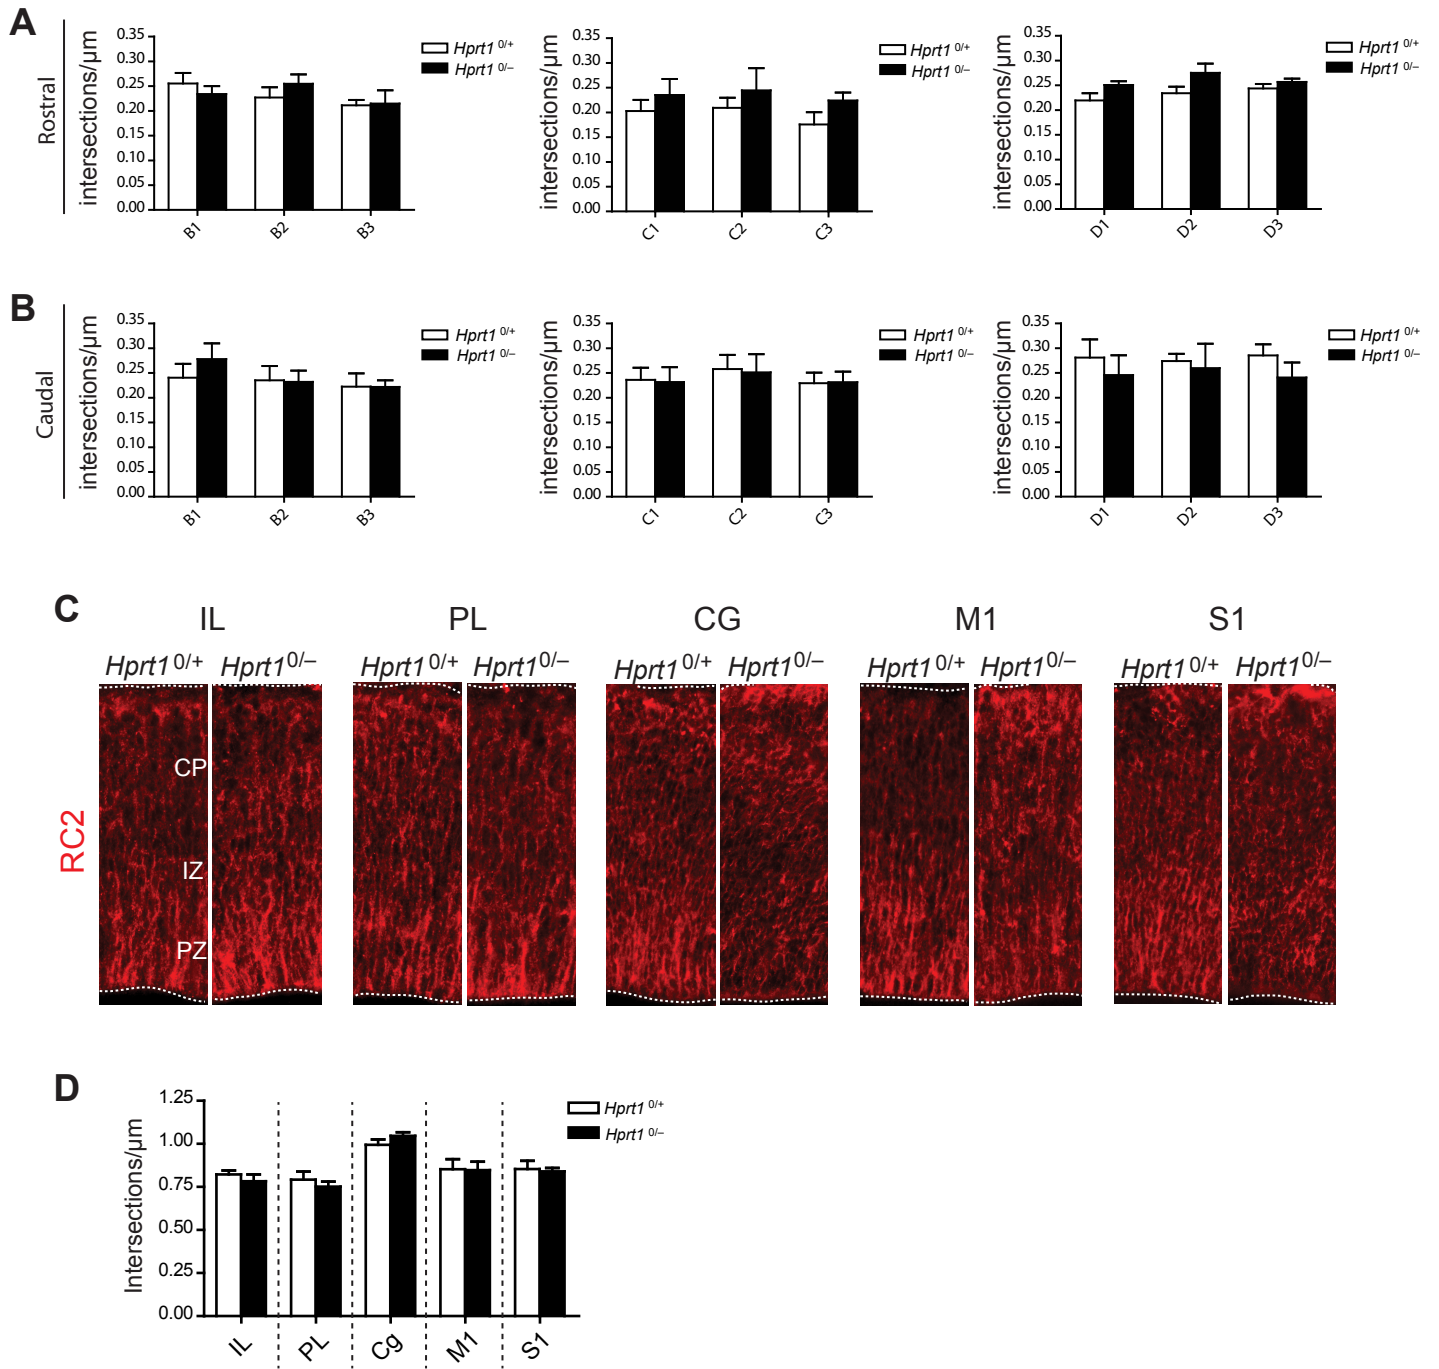 A
Rostral
intersections/µm
0.35
0.30
0.25
0.20
0.15
0.10
0.05
0.00
B1
B2
B3
Hprt1 0/+
Hprt1 0/–
intersections/µm
0.35
0.30
0.25
0.20
0.15
0.10
0.05
0.00
C1
C2
C3
Hprt1 0/+
Hprt1 0/–
intersections/µm
0.35
0.30
0.25
0.20
0.15
0.10
0.05
0.00
D1
D2
D3
Hprt1 0/+
Hprt1 0/–
B
Caudal
intersections/µm
0.35
0.30
0.25
0.20
0.15
0.10
0.05
0.00
B1
B2
B3
Hprt1 0/+
Hprt1 0/–
intersections/µm
0.35
0.30
0.25
0.20
0.15
0.10
0.05
0.00
C1
C2
C3
Hprt1 0/+
Hprt1 0/–
intersections/µm
0.35
0.30
0.25
0.20
0.15
0.10
0.05
0.00
D1
D2
D3
Hprt1 0/+
Hprt1 0/–
C
IL PL CG M1 S1
Hprt1 0/+ Hprt1 0/– Hprt1 0/+ Hprt1 0/– Hprt1 0/+ Hprt1 0/– Hprt1 0/+ Hprt1 0/– Hprt1 0/+ Hprt1 0/–
RC2
CP
IZ
PZ
D
Intersections/µm
1.25
1.00
0.75
0.50
0.25
0.00
IL
PL
Cg
M1
S1
Hprt1 0/+
Hprt1 0/–